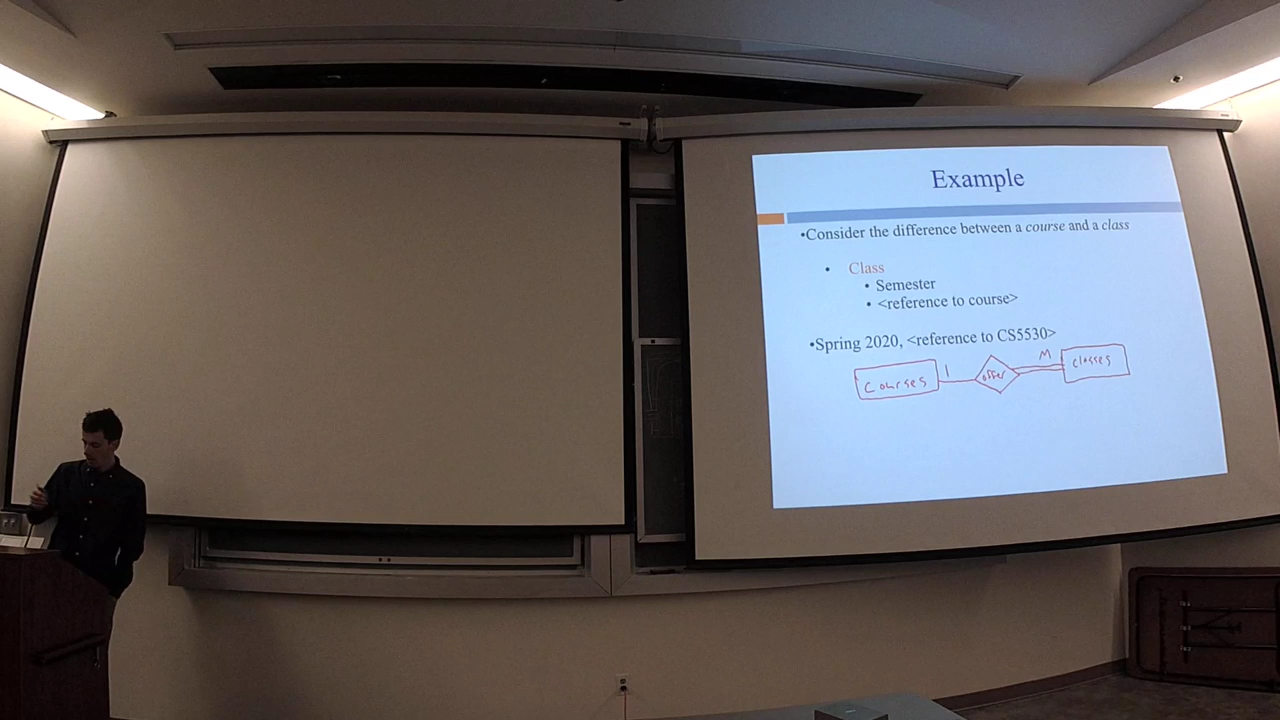 Example
•Consider the difference between a course and a class
• Class
• Semester
• <reference to course>
•Spring 2020, <reference to CS5530>
courses 1 offer M classes